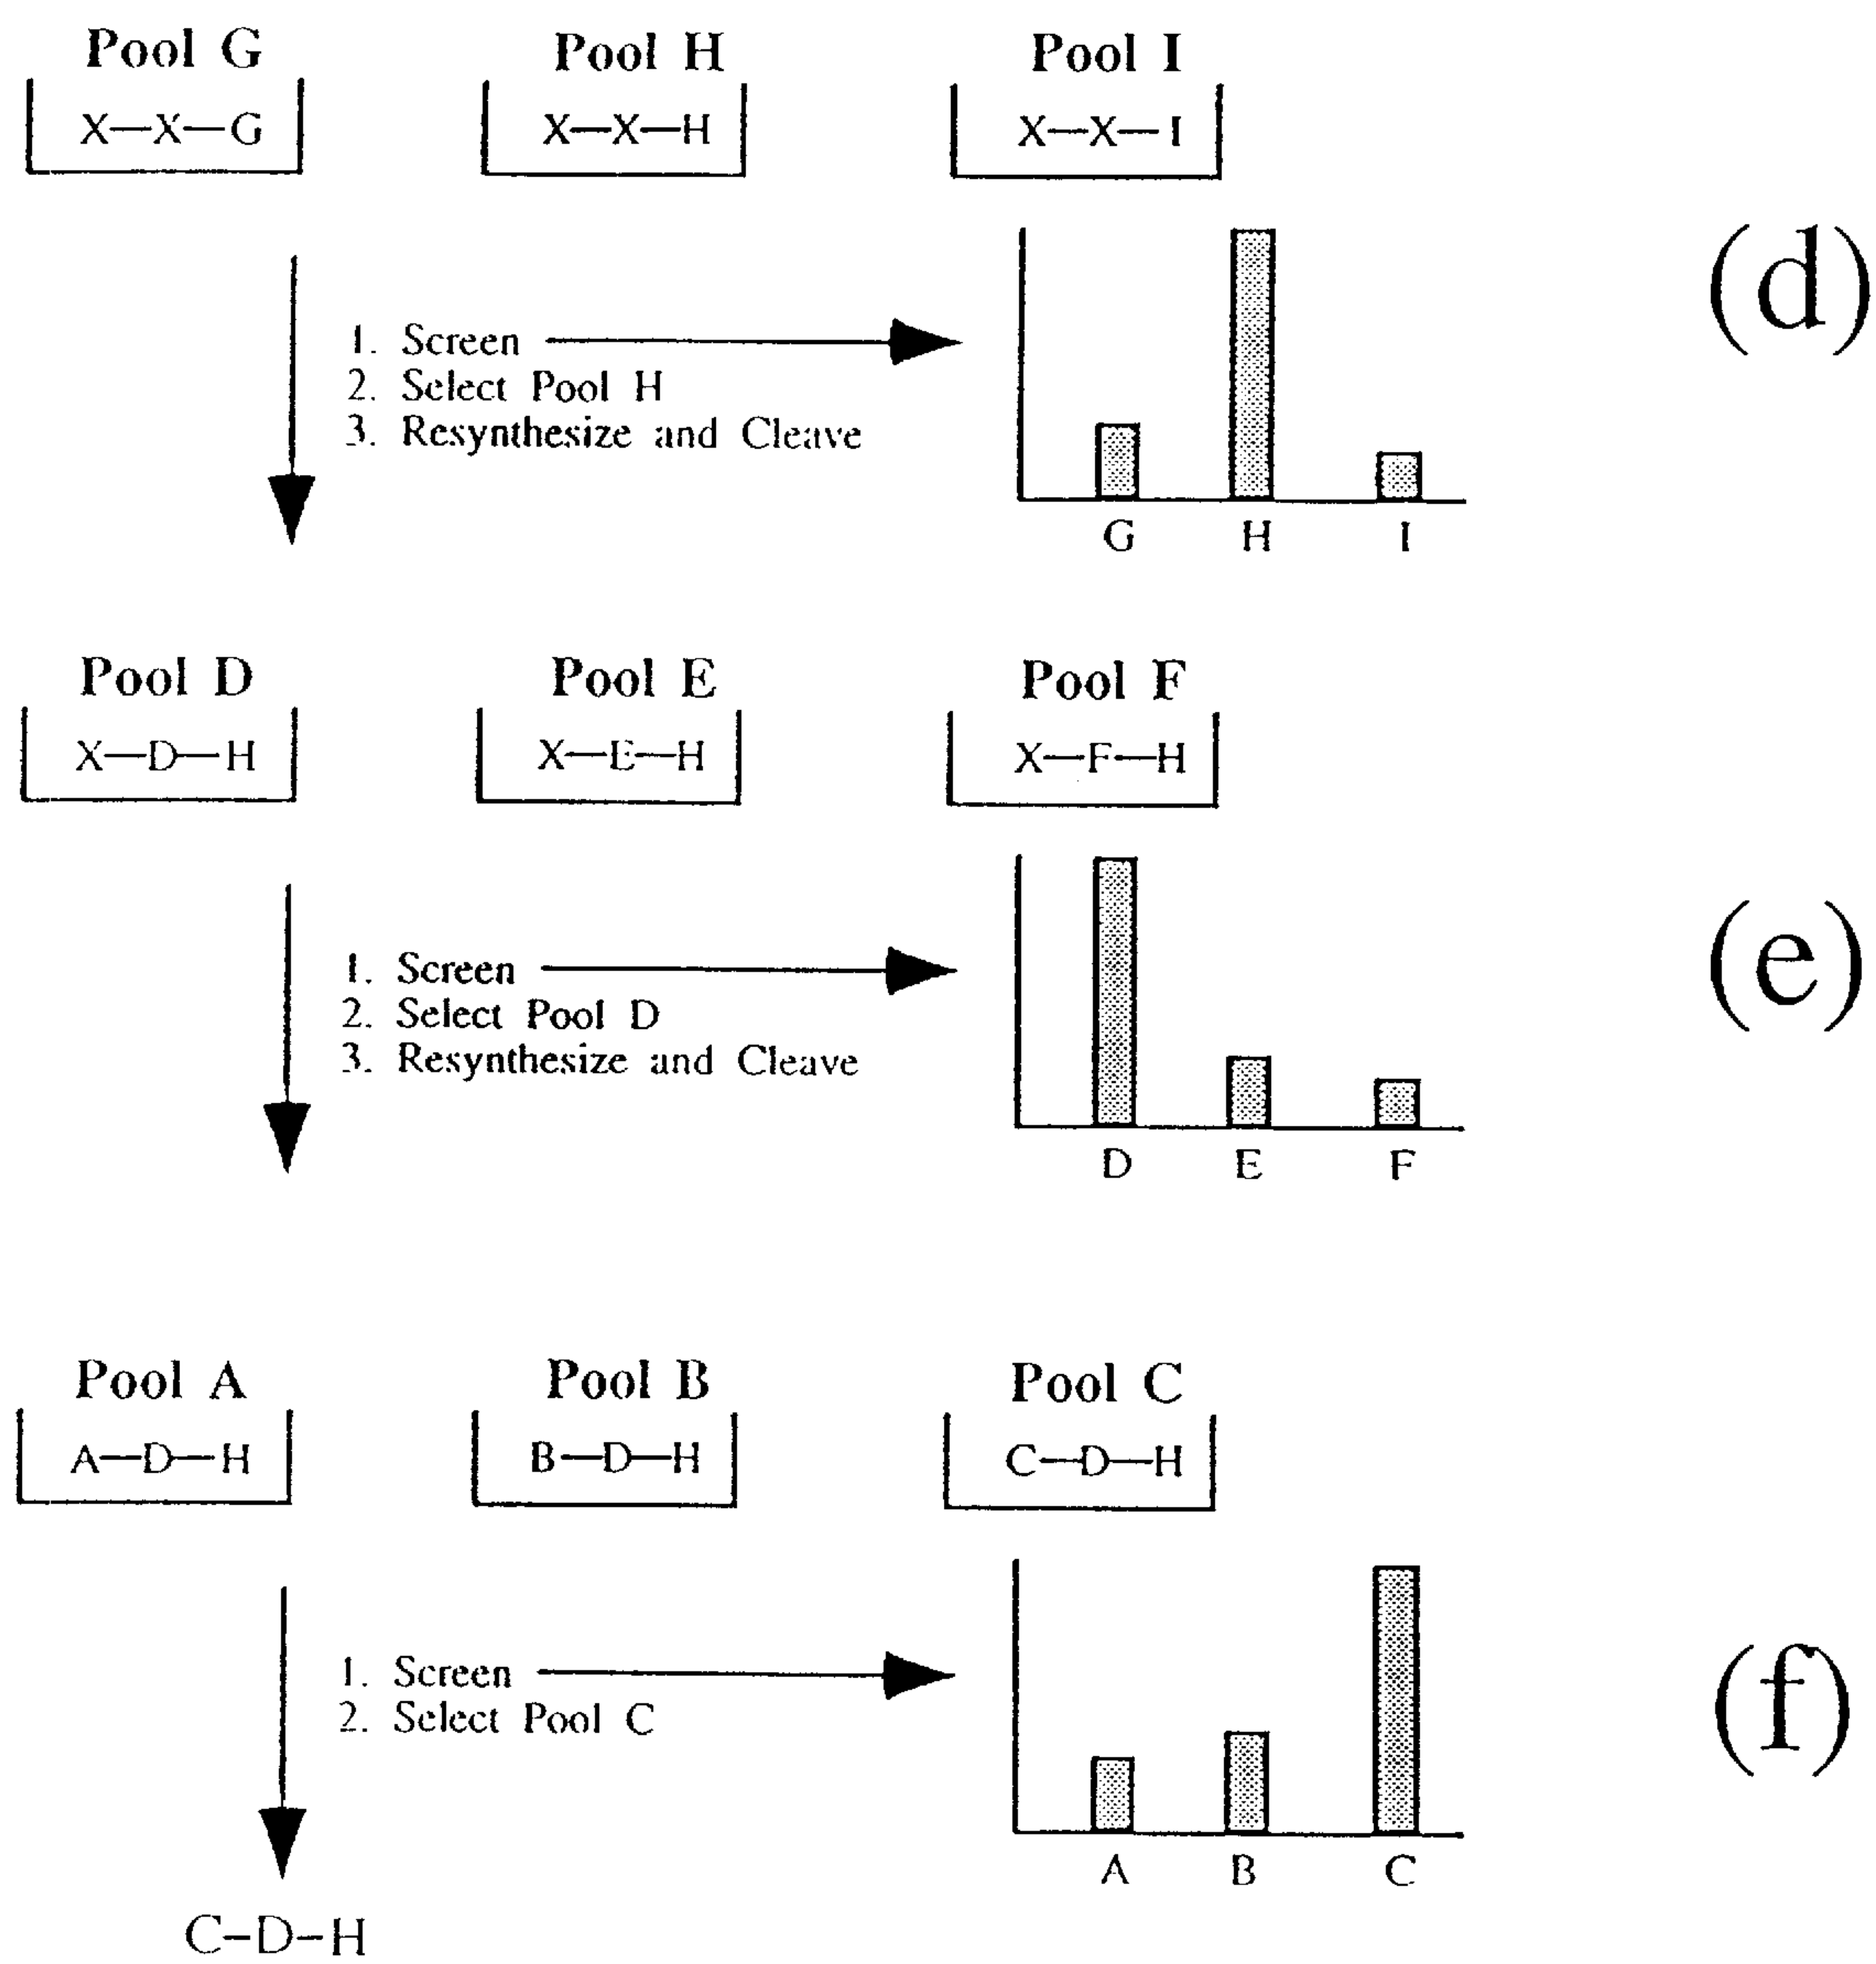 Pool G Pool H Pool I
X—X—G X—X—H X—X—I
(d)
1. Screen
2. Select Pool H
3. Resynthesize and Cleave
G H I
Pool D Pool E Pool F
X—D—H X—E—H X—F—H
(e)
1. Screen
2. Select Pool D
3. Resynthesize and Cleave
D E F
Pool A Pool B Pool C
A—D—H B—D—H C—D—H
(f)
1. Screen
2. Select Pool C
A B C
C-D-H